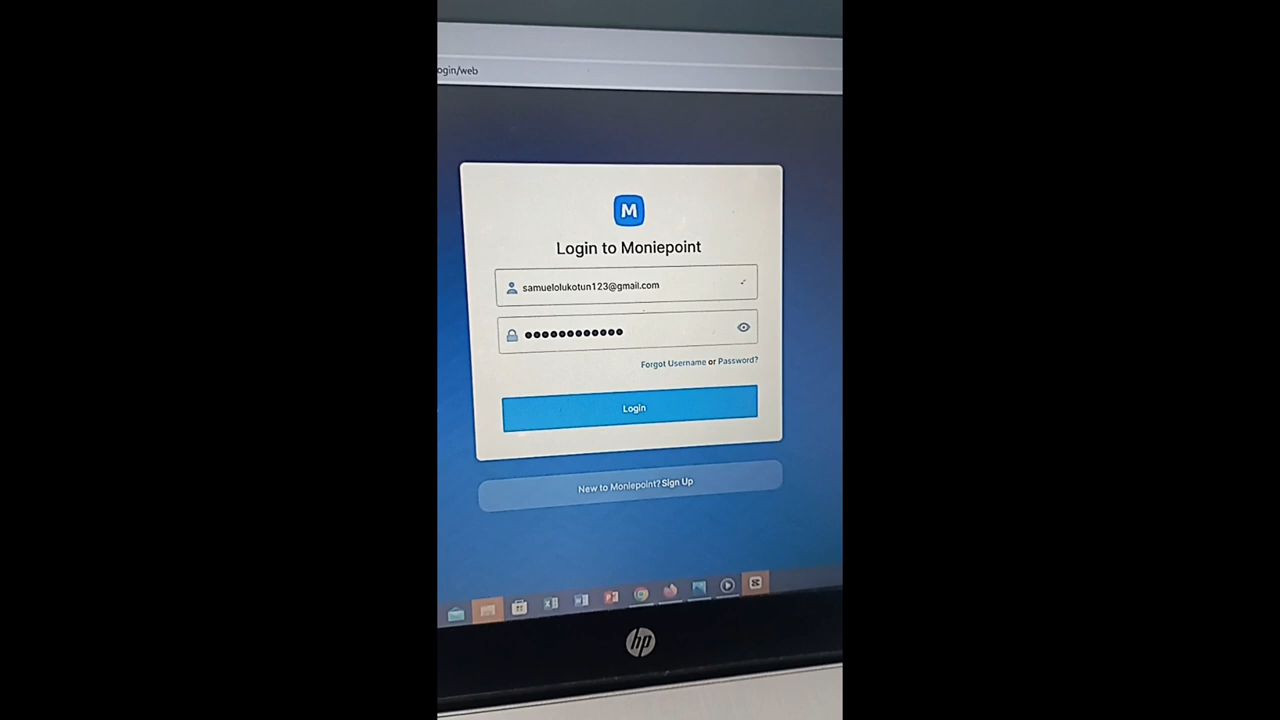 ogin/web
M
Login to Moniepoint
samuelolukotun123@gmail.com
Forgot Username or Password?
Login
New to Moniepoint? Sign Up
hp